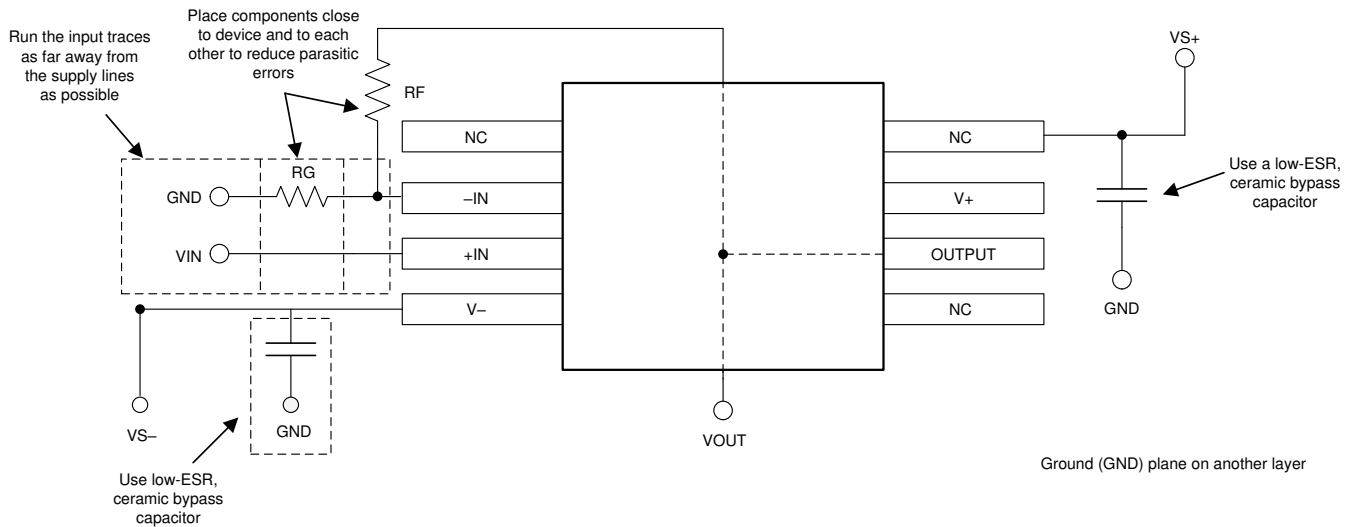 Run the input traces
as far away from
the supply lines
as possible
Place components close
to device and to each
other to reduce parasitic
errors
RF
RG
GND
VIN
NC
–IN
+IN
V–
NC
V+
OUTPUT
NC
VS+
Use a low-ESR,
ceramic bypass
capacitor
GND
VS–
GND
Use low-ESR,
ceramic bypass
capacitor
VOUT
Ground (GND) plane on another layer